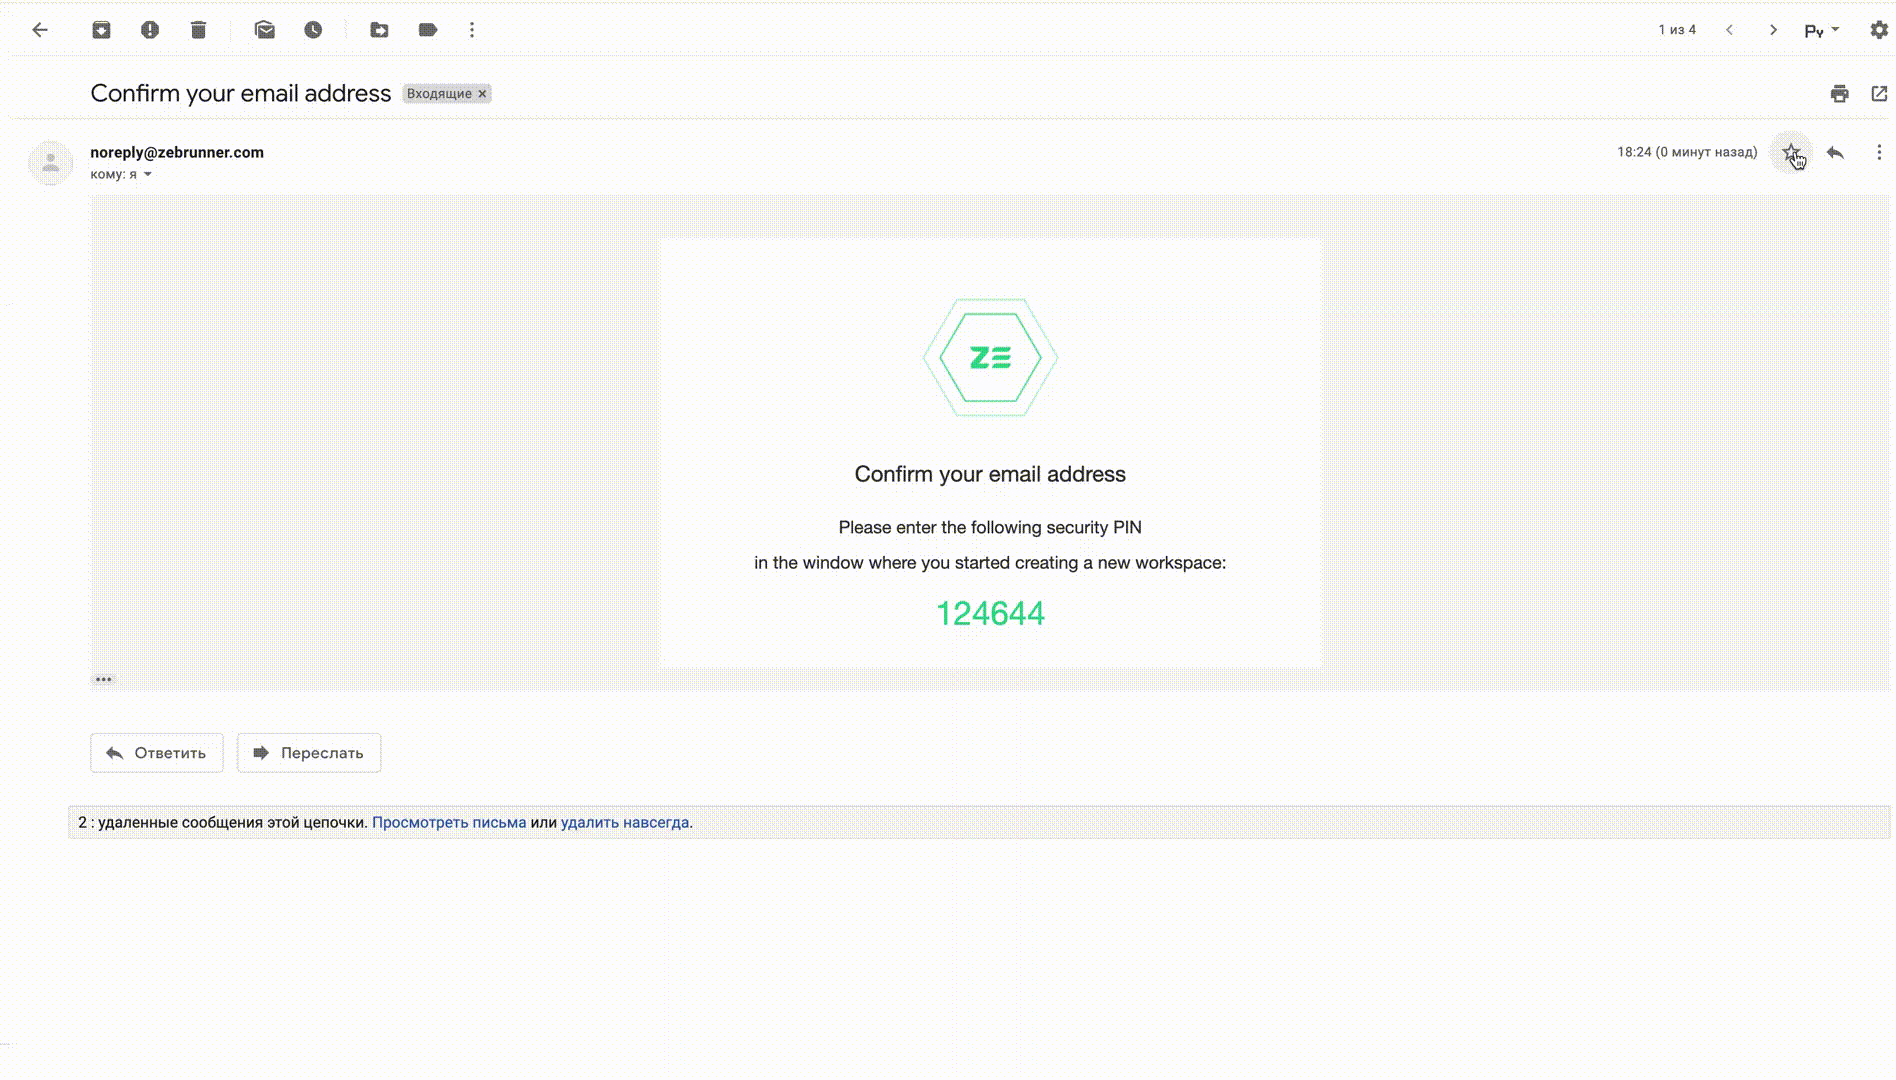 1 из 4
Ру
Confirm your email address Входящие ×
noreply@zebrunner.com
18:24 (0 минут назад)
кому: я
ZE
Confirm your email address
Please enter the following security PIN
in the window where you started creating a new workspace:
124644
Ответить
Переслать
2 : удаленные сообщения этой цепочки. Просмотреть письма или удалить навсегда.